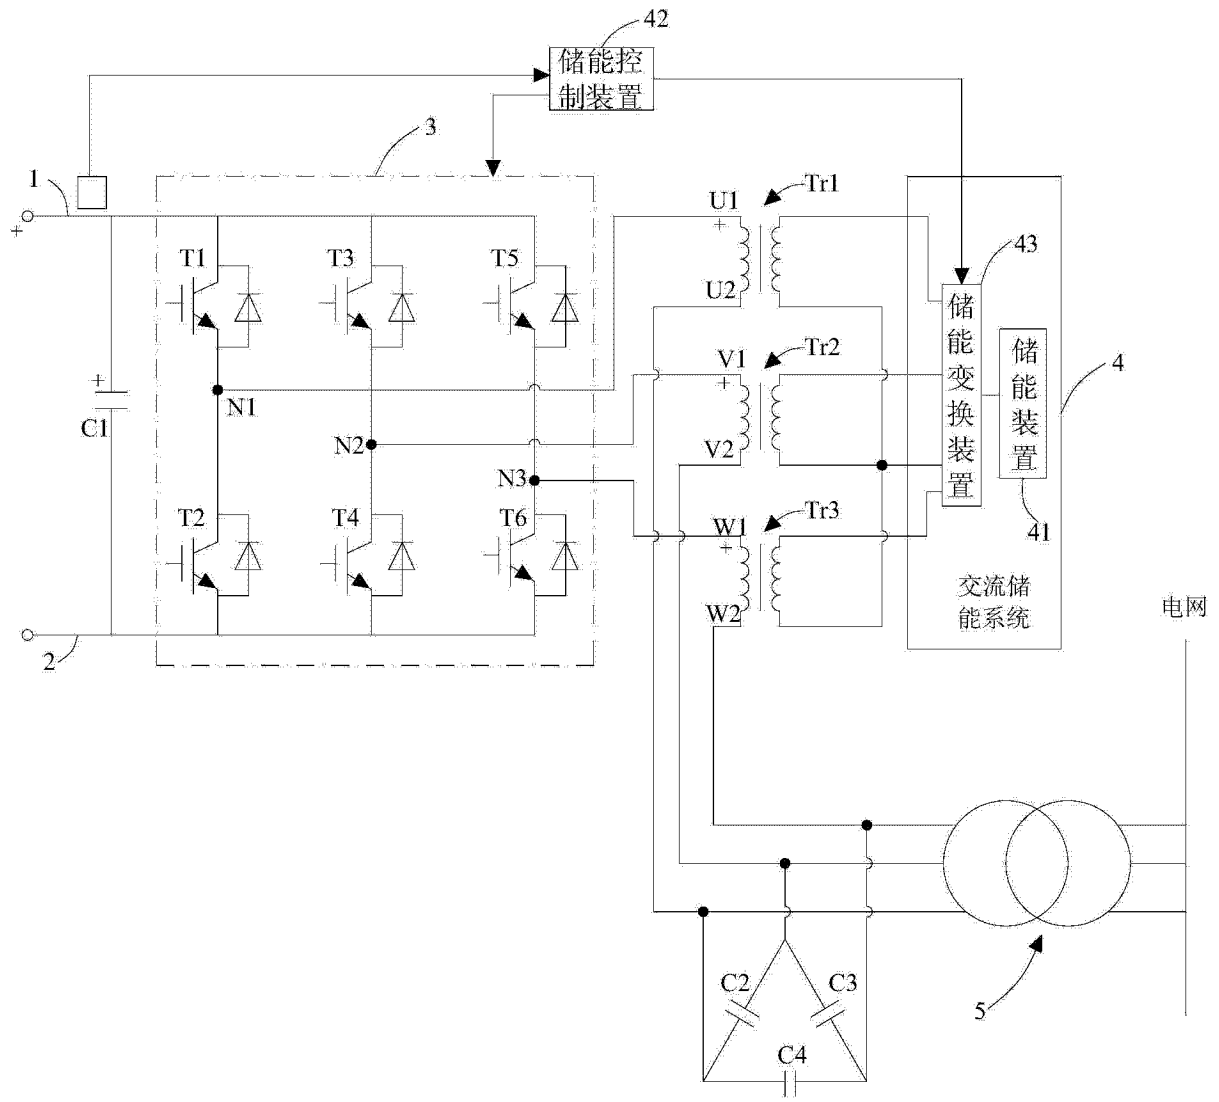 42
储能控
制装置
3
1
+
Tr1
U1
+
U2
T1
T3
T5
43
储能变换装置
储能装置
4
Tr2
V1
+
V2
+
C1
N1
N2
N3
T2
T4
T6
Tr3
W1
+
W2
41
交流储
能系统
电网
2
5
C2
C3
C4